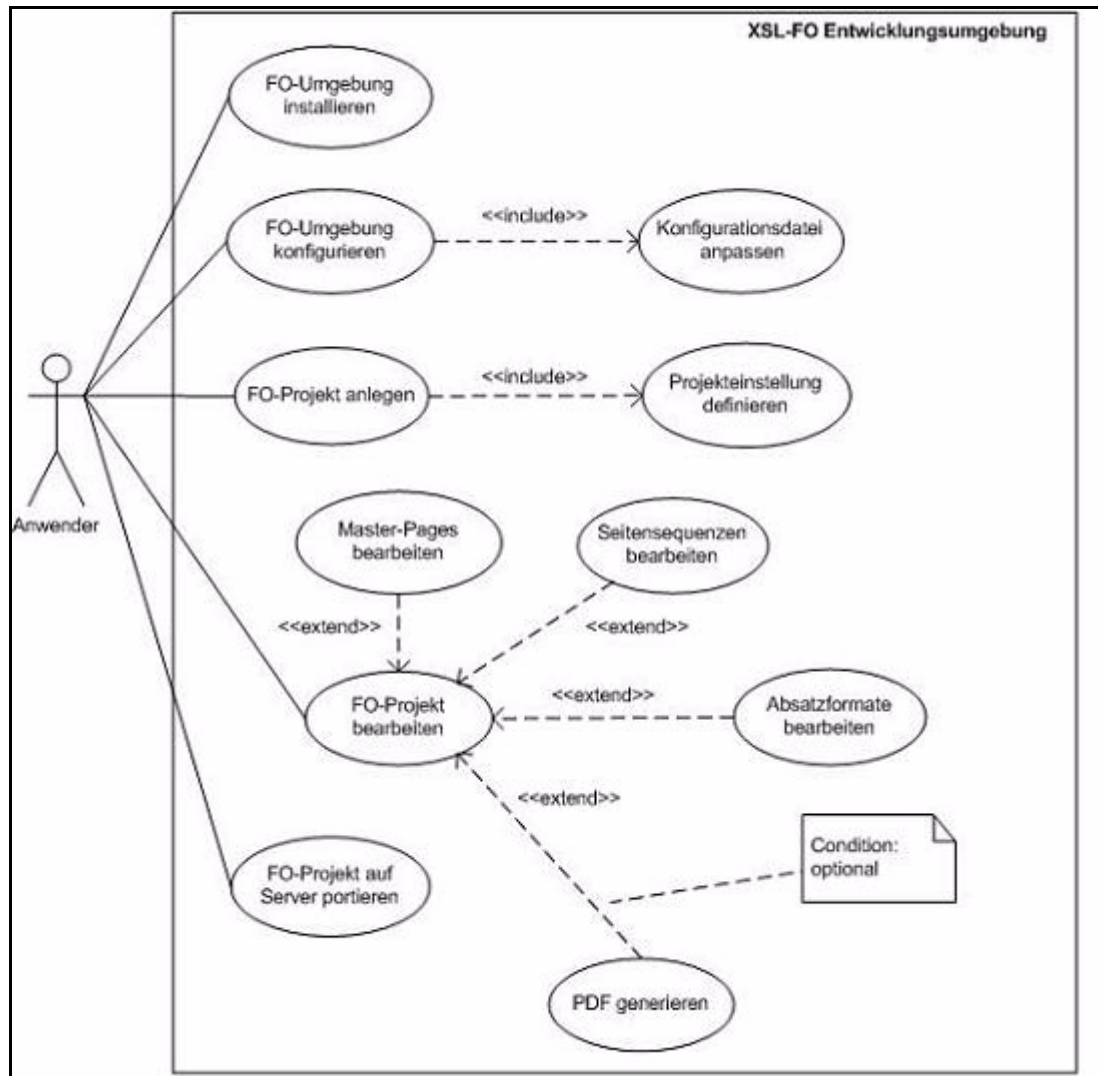 XSL-FO Entwicklungsumgebung
FO-Umgebung
installieren
FO-Umgebung
konfigurieren
<<include>>
Konfigurationsdatei
anpassen
FO-Projekt anlegen
<<include>>
Projekteinstellung
definieren
Anwender
Master-Pages
bearbeiten
Seitensequenzen
bearbeiten
<<extend>>
<<extend>>
FO-Projekt
bearbeiten
<<extend>>
Absatzformate
bearbeiten
<<extend>>
Condition:
optional
FO-Projekt auf
Server portieren
PDF generieren